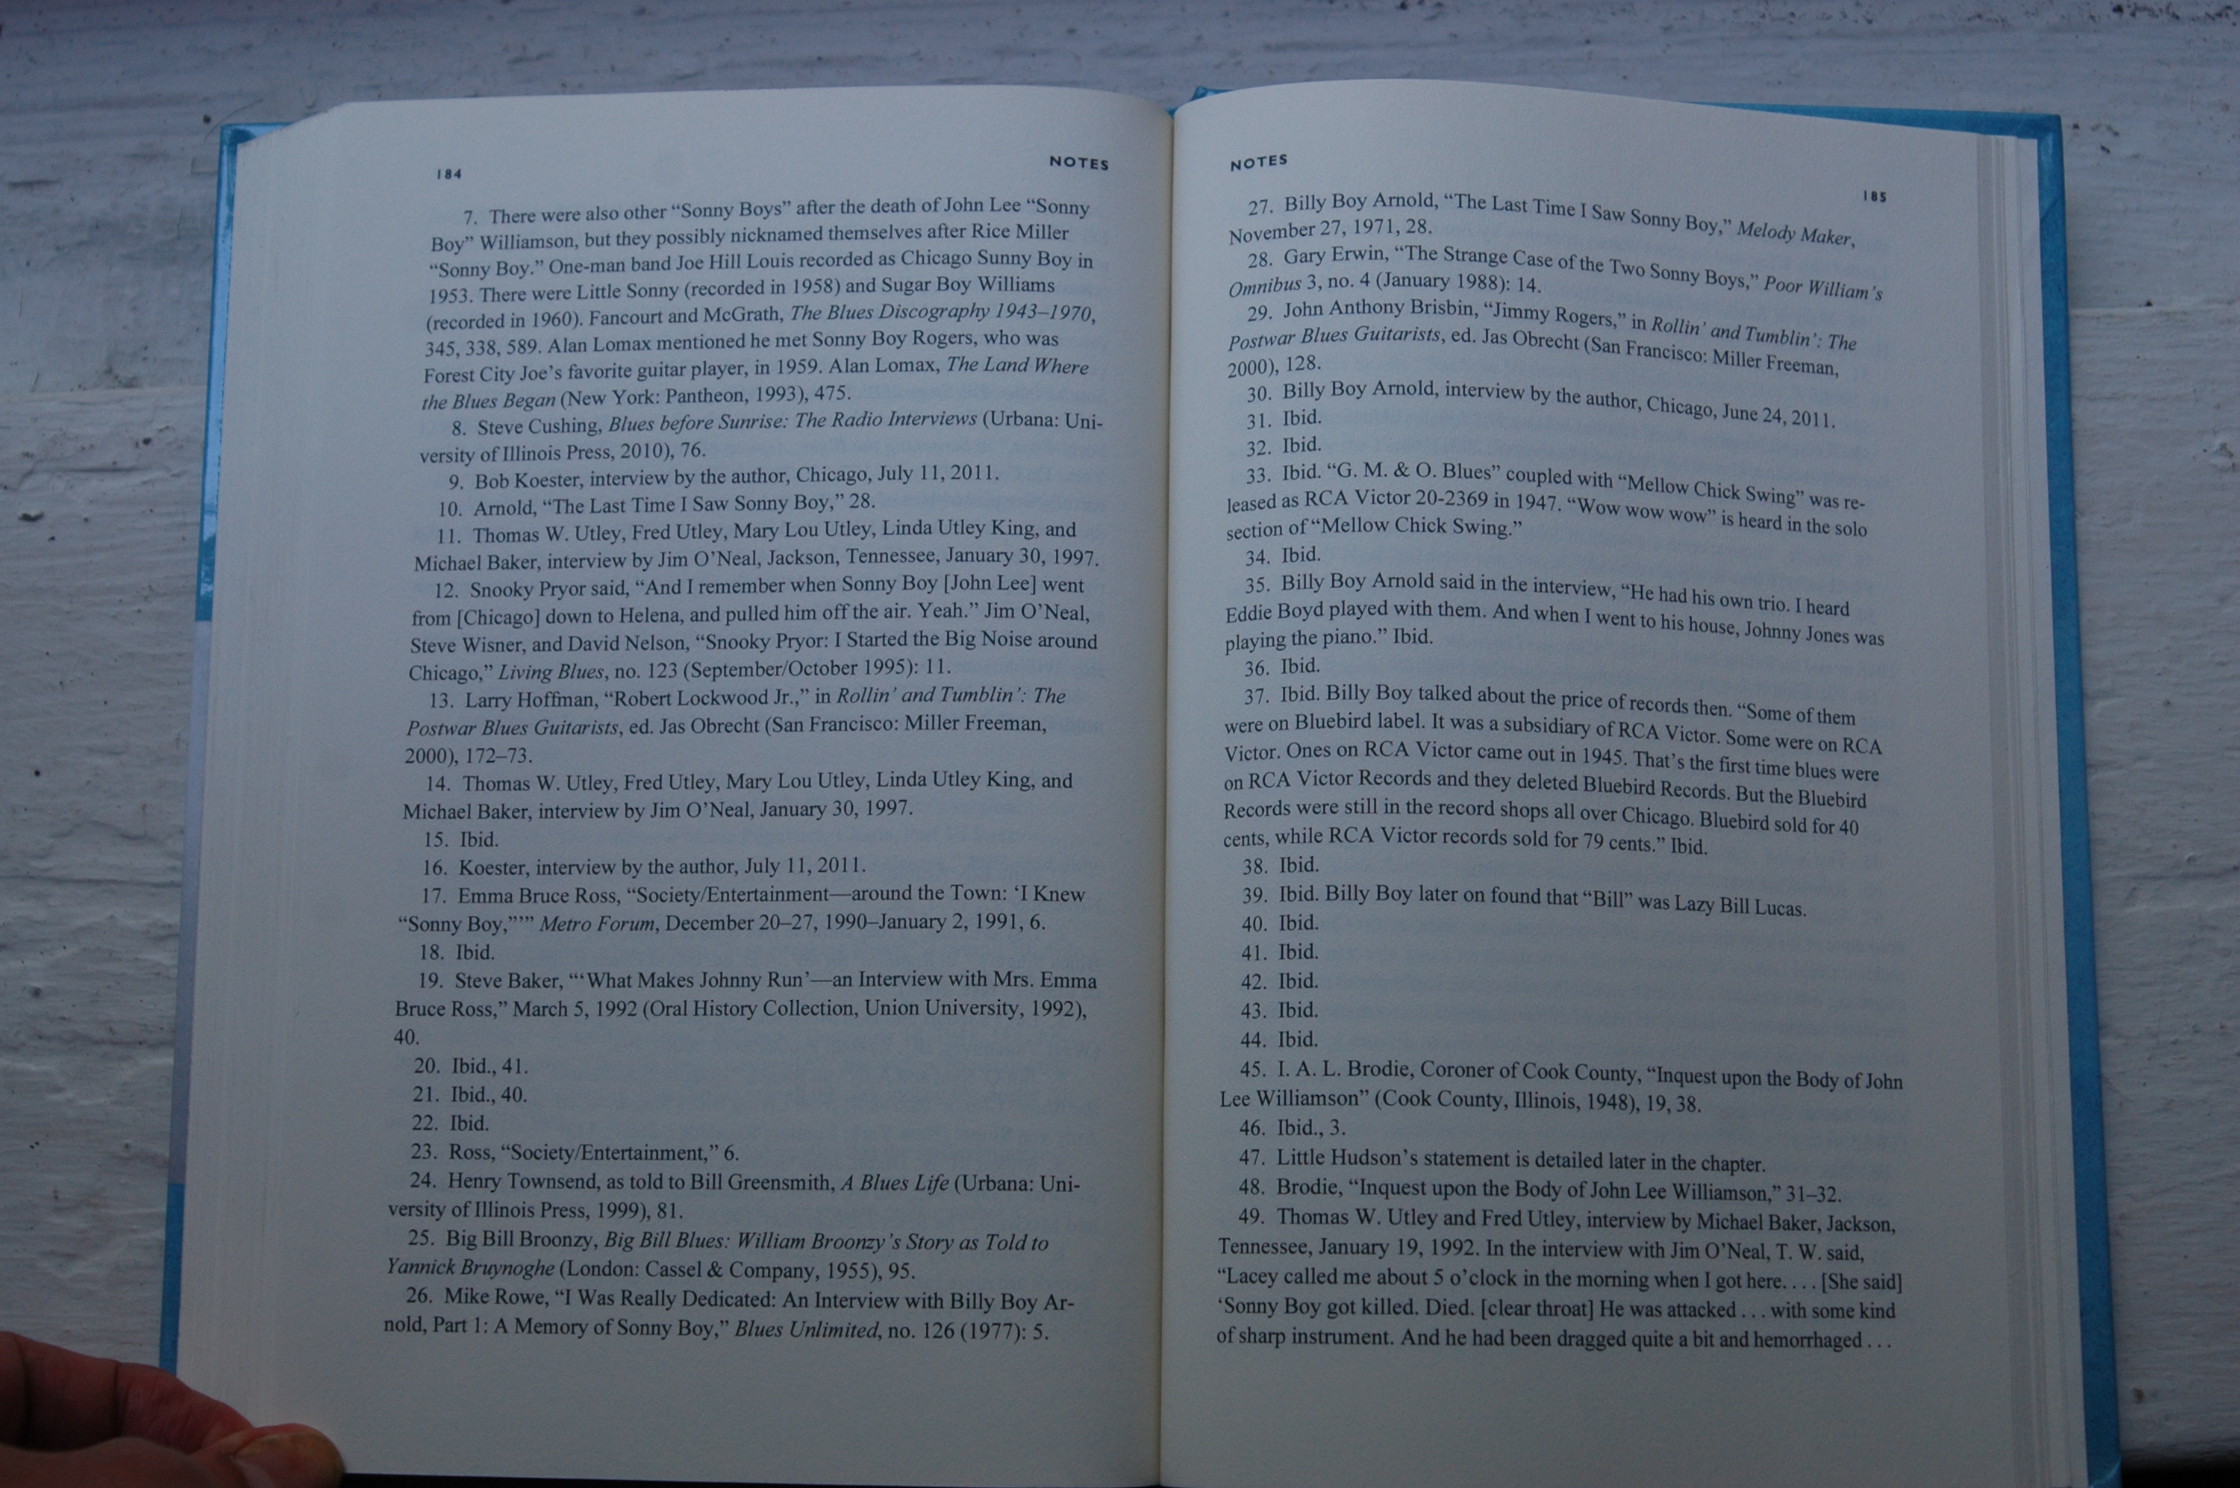 184
NOTES
7. There were also other “Sonny Boys” after the death of John Lee “Sonny
Boy” Williamson, but they possibly nicknamed themselves after Rice Miller
“Sonny Boy.” One-man band Joe Hill Louis recorded as Chicago Sunny Boy in
1953. There were Little Sonny (recorded in 1958) and Sugar Boy Williams
(recorded in 1960). Fancourt and McGrath, The Blues Discography 1943–1970,
345, 338, 589. Alan Lomax mentioned he met Sonny Boy Rogers, who was
Forest City Joe’s favorite guitar player, in 1959. Alan Lomax, The Land Where
the Blues Began (New York: Pantheon, 1993), 475.
8. Steve Cushing, Blues before Sunrise: The Radio Interviews (Urbana: Uni-
versity of Illinois Press, 2010), 76.
9. Bob Koester, interview by the author, Chicago, July 11, 2011.
10. Arnold, “The Last Time I Saw Sonny Boy,” 28.
11. Thomas W. Utley, Fred Utley, Mary Lou Utley, Linda Utley King, and
Michael Baker, interview by Jim O’Neal, Jackson, Tennessee, January 30, 1997.
12. Snooky Pryor said, “And I remember when Sonny Boy [John Lee] went
from [Chicago] down to Helena, and pulled him off the air. Yeah.” Jim O’Neal,
Steve Wisner, and David Nelson, “Snooky Pryor: I Started the Big Noise around
Chicago,” Living Blues, no. 123 (September/October 1995): 11.
13. Larry Hoffman, “Robert Lockwood Jr.,” in Rollin’ and Tumblin’: The
Postwar Blues Guitarists, ed. Jas Obrecht (San Francisco: Miller Freeman,
2000), 172–73.
14. Thomas W. Utley, Fred Utley, Mary Lou Utley, Linda Utley King, and
Michael Baker, interview by Jim O’Neal, January 30, 1997.
15. Ibid.
16. Koester, interview by the author, July 11, 2011.
17. Emma Bruce Ross, “Society/Entertainment—around the Town: ‘I Knew
“Sonny Boy,”’” Metro Forum, December 20–27, 1990–January 2, 1991, 6.
18. Ibid.
19. Steve Baker, “‘What Makes Johnny Run’—an Interview with Mrs. Emma
Bruce Ross,” March 5, 1992 (Oral History Collection, Union University, 1992),
40.
20. Ibid., 41.
21. Ibid., 40.
22. Ibid.
23. Ross, “Society/Entertainment,” 6.
24. Henry Townsend, as told to Bill Greensmith, A Blues Life (Urbana: Uni-
versity of Illinois Press, 1999), 81.
25. Big Bill Broonzy, Big Bill Blues: William Broonzy’s Story as Told to
Yannick Bruynoghe (London: Cassel & Company, 1955), 95.
26. Mike Rowe, “I Was Really Dedicated: An Interview with Billy Boy Ar-
nold, Part 1: A Memory of Sonny Boy,” Blues Unlimited, no. 126 (1977): 5.
NOTES
185
27. Billy Boy Arnold, “The Last Time I Saw Sonny Boy,” Melody Maker,
November 27, 1971, 28.
28. Gary Erwin, “The Strange Case of the Two Sonny Boys,” Poor William’s
Omnibus 3, no. 4 (January 1988): 14.
29. John Anthony Brisbin, “Jimmy Rogers,” in Rollin’ and Tumblin’: The
Postwar Blues Guitarists, ed. Jas Obrecht (San Francisco: Miller Freeman,
2000), 128.
30. Billy Boy Arnold, interview by the author, Chicago, June 24, 2011.
31. Ibid.
32. Ibid.
33. Ibid. “G. M. & O. Blues” coupled with “Mellow Chick Swing” was re-
leased as RCA Victor 20-2369 in 1947. “Wow wow wow” is heard in the solo
section of “Mellow Chick Swing.”
34. Ibid.
35. Billy Boy Arnold said in the interview, “He had his own trio. I heard
Eddie Boyd played with them. And when I went to his house, Johnny Jones was
playing the piano.” Ibid.
36. Ibid.
37. Ibid. Billy Boy talked about the price of records then. “Some of them
were on Bluebird label. It was a subsidiary of RCA Victor. Some were on RCA
Victor. Ones on RCA Victor came out in 1945. That’s the first time blues were
on RCA Victor Records and they deleted Bluebird Records. But the Bluebird
Records were still in the record shops all over Chicago. Bluebird sold for 40
cents, while RCA Victor records sold for 79 cents.” Ibid.
38. Ibid.
39. Ibid. Billy Boy later on found that “Bill” was Lazy Bill Lucas.
40. Ibid.
41. Ibid.
42. Ibid.
43. Ibid.
44. Ibid.
45. I. A. L. Brodie, Coroner of Cook County, “Inquest upon the Body of John
Lee Williamson” (Cook County, Illinois, 1948), 19, 38.
46. Ibid., 3.
47. Little Hudson’s statement is detailed later in the chapter.
48. Brodie, “Inquest upon the Body of John Lee Williamson,” 31–32.
49. Thomas W. Utley and Fred Utley, interview by Michael Baker, Jackson,
Tennessee, January 19, 1992. In the interview with Jim O’Neal, T. W. said,
“Lacey called me about 5 o’clock in the morning when I got here. . . . [She said]
‘Sonny Boy got killed. Died. [clear throat] He was attacked . . . with some kind
of sharp instrument. And he had been dragged quite a bit and hemorrhaged . . .